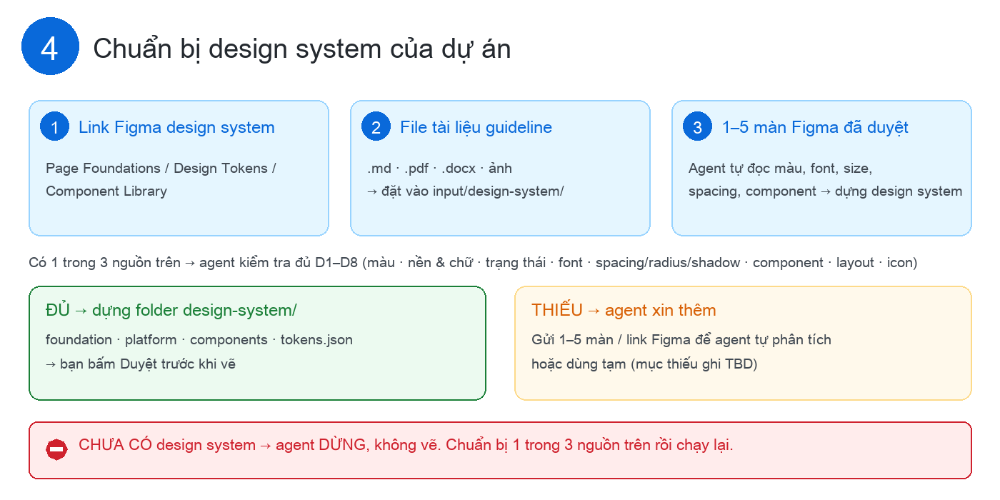 4
Chuẩn bị design system của dự án
1
Link Figma design system
Page Foundations / Design Tokens /
Component Library
2
File tài liệu guideline
.md · .pdf · .docx · ảnh
→ đặt vào input/design-system/
3
1–5 màn Figma đã duyệt
Agent tự đọc màu, font, size,
spacing, component → dựng design system
Có 1 trong 3 nguồn trên → agent kiểm tra đủ D1–D8 (màu · nền & chữ · trạng thái · font · spacing/radius/shadow · component · layout · icon)
ĐỦ → dựng folder design-system/
foundation · platform · components · tokens.json
→ bạn bấm Duyệt trước khi vẽ
THIẾU → agent xin thêm
Gửi 1–5 màn / link Figma để agent tự phân tích
hoặc dùng tạm (mục thiếu ghi TBD)
CHƯA CÓ design system → agent DỪNG, không vẽ. Chuẩn bị 1 trong 3 nguồn trên rồi chạy lại.